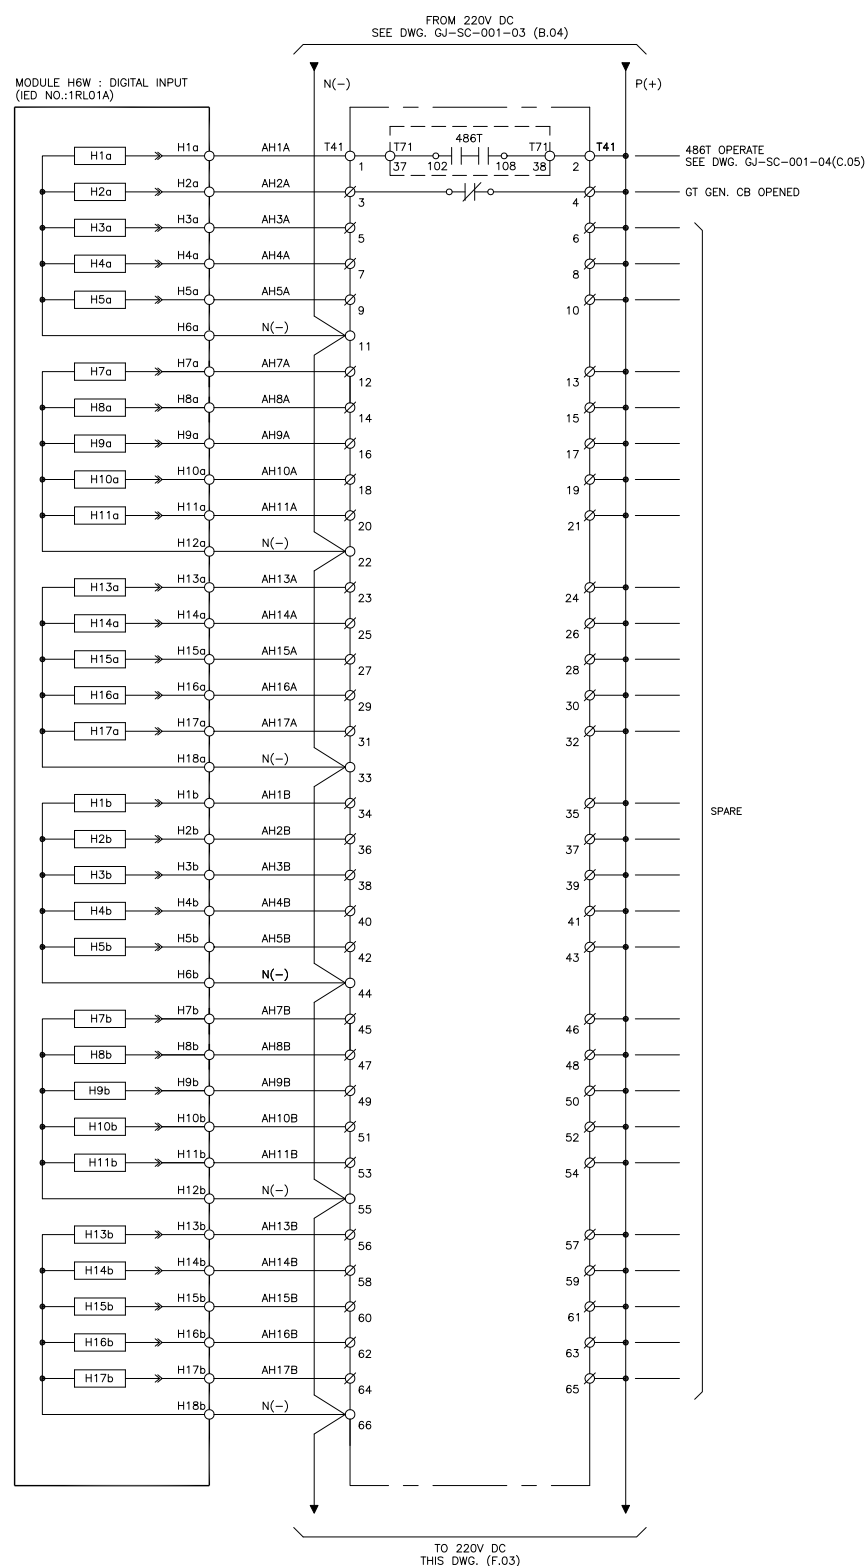 FROM 220V DC
SEE DWG. GJ-SC-001-03 (B.04)
MODULE H6W : DIGITAL INPUT
(IED NO.:1RL01A)
N(-)
P(+)
H1a H1a AH1A T41 1 T71 37 102 486T 108 T71 38 2 T41 486T OPERATE
SEE DWG. GJ-SC-001-04(C.05)
H2a H2a AH2A 3 4 GT GEN. CB OPENED
H3a H3a AH3A 5 6
H4a H4a AH4A 7 8
H5a H5a AH5A 9 10
H6a N(-) 11
H7a H7a AH7A 12 13
H8a H8a AH8A 14 15
H9a H9a AH9A 16 17
H10a H10a AH10A 18 19
H11a H11a AH11A 20 21
H12a N(-) 22
H13a H13a AH13A 23 24
H14a H14a AH14A 25 26
H15a H15a AH15A 27 28
H16a H16a AH16A 29 30
H17a H17a AH17A 31 32
H18a N(-) 33
H1b H1b AH1B 34 35 SPARE
H2b H2b AH2B 36 37
H3b H3b AH3B 38 39
H4b H4b AH4B 40 41
H5b H5b AH5B 42 43
H6b N(-) 44
H7b H7b AH7B 45 46
H8b H8b AH8B 47 48
H9b H9b AH9B 49 50
H10b H10b AH10B 51 52
H11b H11b AH11B 53 54
H12b N(-) 55
H13b H13b AH13B 56 57
H14b H14b AH14B 58 59
H15b H15b AH15B 60 61
H16b H16b AH16B 62 63
H17b H17b AH17B 64 65
H18b N(-) 66
TO 220V DC
THIS DWG. (F.03)